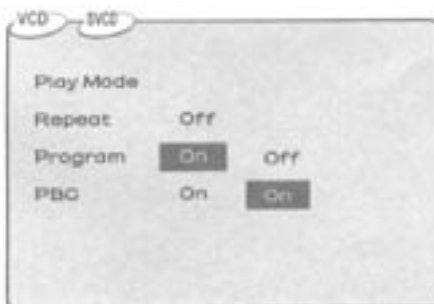 VCD SVCD
Play Mode
Repeat Off
Program On Off
PBC On On